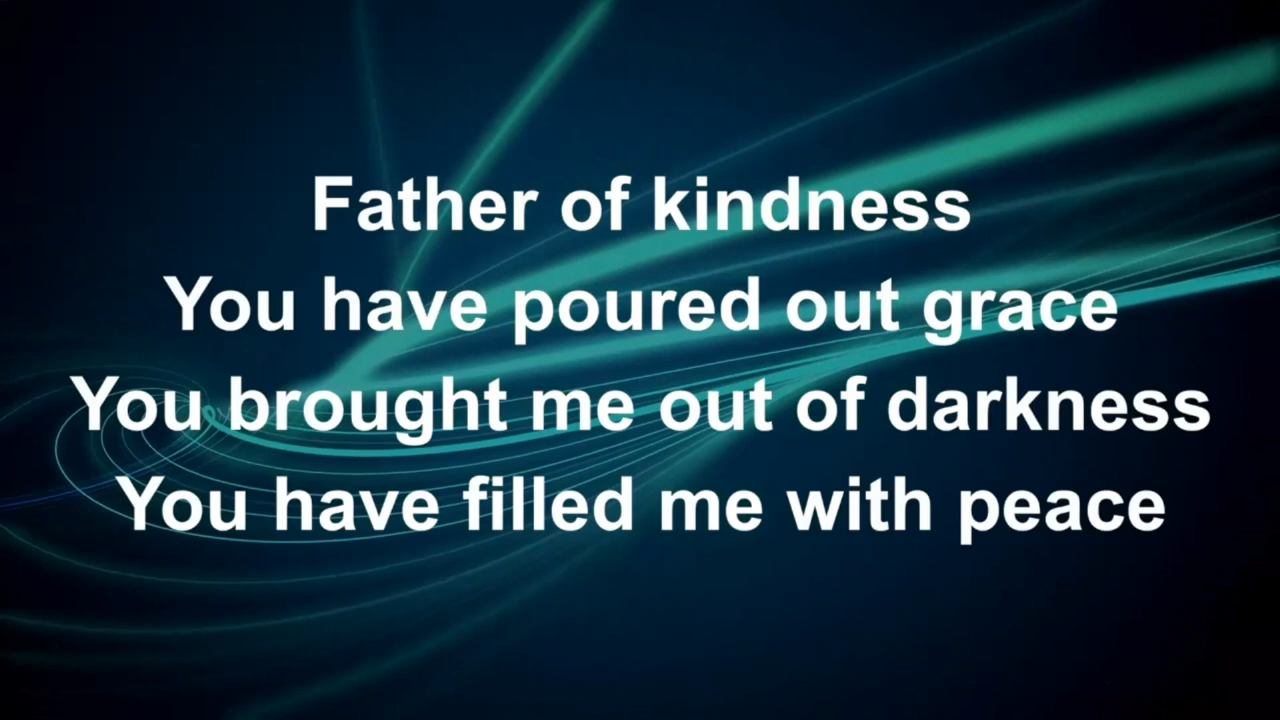 Father of kindness
You have poured out grace
You brought me out of darkness
You have filled me with peace